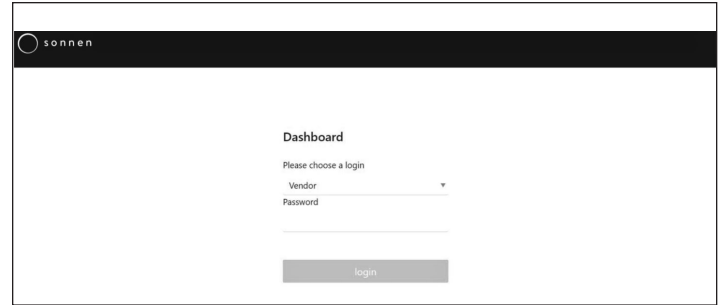 sonnen
Dashboard
Please choose a login
Vendor
Password
login